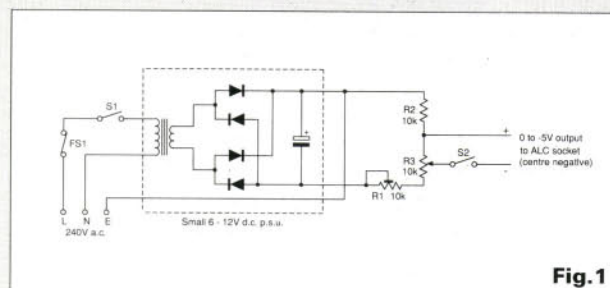 S1
FS1
L N E
240V a.c.
Small 6 - 12V d.c. p.s.u.
+
R1 10k
R2
10k
R3
10k
S2
+
0 to -5V output
to ALC socket
(centre negative)
-
Fig.1